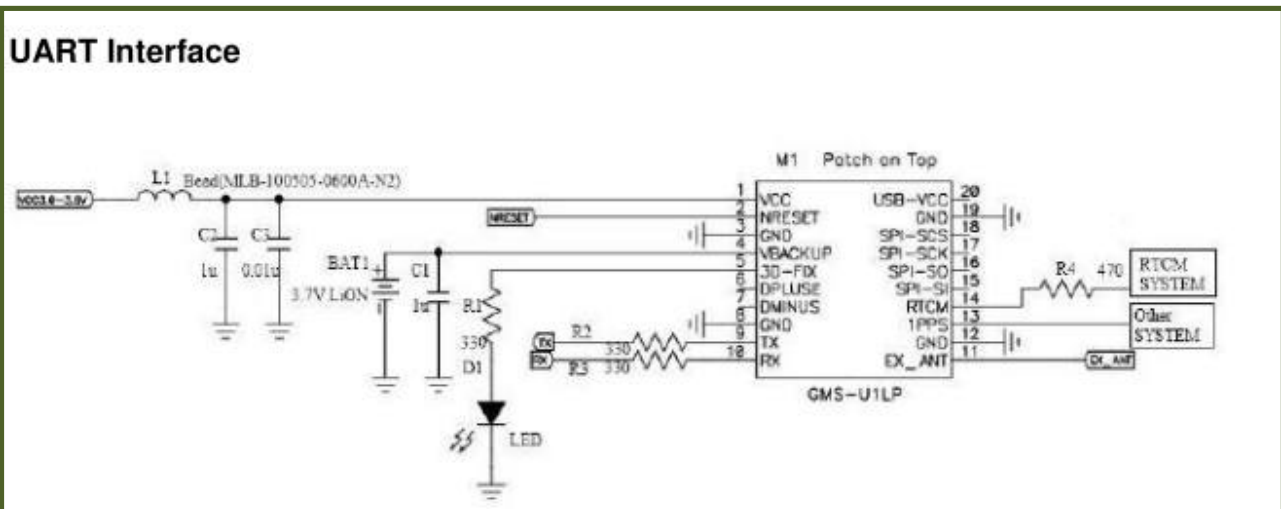 UART Interface
M1 Patch on Top
L1 Bead(MLB-100505-0600A-N2)
VCC3.0-3.6V
C2
1u
C3
0.01u
BAT1
+
3.7V LiON
C1
1u
R1
330
D1
LED
NRESET
TX
RX
R2
330
R3 330
1 VCC
2 NRESET
3 GND
4 VBACKUP
5 3D-FIX
6 DPLUSE
7 DMINUS
8 GND
9 TX
10 RX
USB-VCC 20
GND 19
SPI-SCS 18
SPI-SCK 17
SPI-SO 16
SPI-SI 15
RTCM 14
1PPS 13
GND 12
EX_ANT 11
GMS-U1LP
R4 470
RTCM
SYSTEM
Other
SYSTEM
EX_ANT